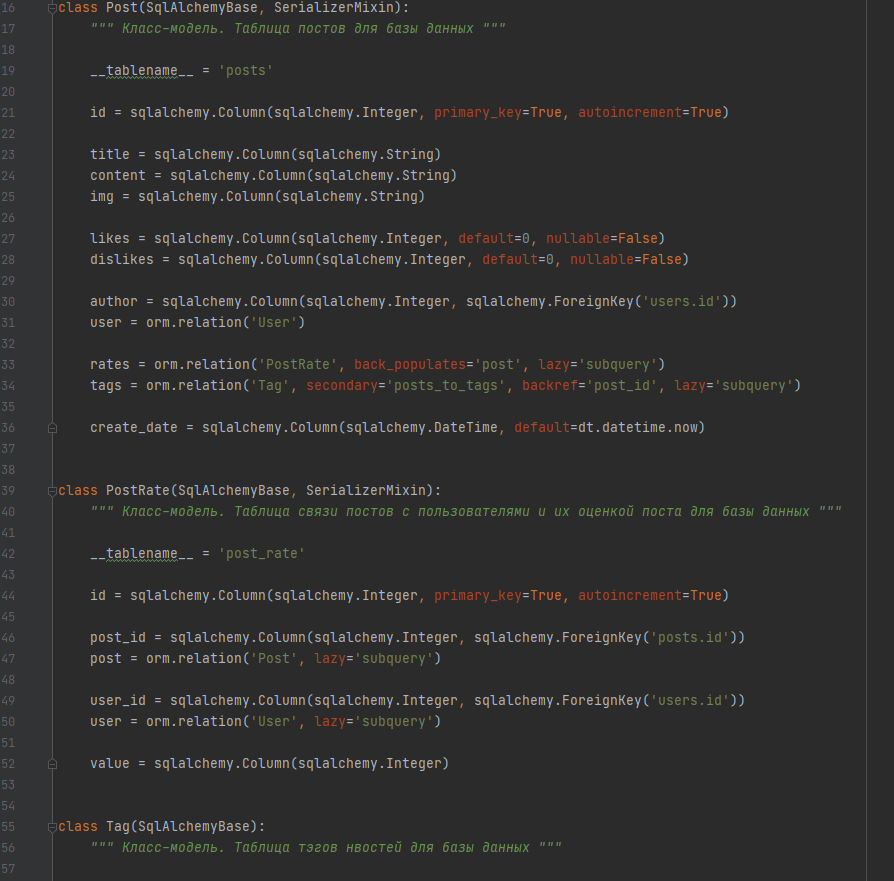 16 class Post(SqlAlchemyBase, SerializerMixin):
17 """ Класс-модель. Таблица постов для базы данных """
18
19 __tablename__ = 'posts'
20
21 id = sqlalchemy.Column(sqlalchemy.Integer, primary_key=True, autoincrement=True)
22
23 title = sqlalchemy.Column(sqlalchemy.String)
24 content = sqlalchemy.Column(sqlalchemy.String)
25 img = sqlalchemy.Column(sqlalchemy.String)
26
27 likes = sqlalchemy.Column(sqlalchemy.Integer, default=0, nullable=False)
28 dislikes = sqlalchemy.Column(sqlalchemy.Integer, default=0, nullable=False)
29
30 author = sqlalchemy.Column(sqlalchemy.Integer, sqlalchemy.ForeignKey('users.id'))
31 user = orm.relation('User')
32
33 rates = orm.relation('PostRate', back_populates='post', lazy='subquery')
34 tags = orm.relation('Tag', secondary='posts_to_tags', backref='post_id', lazy='subquery')
35
36 create_date = sqlalchemy.Column(sqlalchemy.DateTime, default=dt.datetime.now)
37
38
39 class PostRate(SqlAlchemyBase, SerializerMixin):
40 """ Класс-модель. Таблица связи постов с пользователями и их оценкой поста для базы данных """
41
42 __tablename__ = 'post_rate'
43
44 id = sqlalchemy.Column(sqlalchemy.Integer, primary_key=True, autoincrement=True)
45
46 post_id = sqlalchemy.Column(sqlalchemy.Integer, sqlalchemy.ForeignKey('posts.id'))
47 post = orm.relation('Post', lazy='subquery')
48
49 user_id = sqlalchemy.Column(sqlalchemy.Integer, sqlalchemy.ForeignKey('users.id'))
50 user = orm.relation('User', lazy='subquery')
51
52 value = sqlalchemy.Column(sqlalchemy.Integer)
53
54
55 class Tag(SqlAlchemyBase):
56 """ Класс-модель. Таблица тэгов нвостей для базы данных """
57